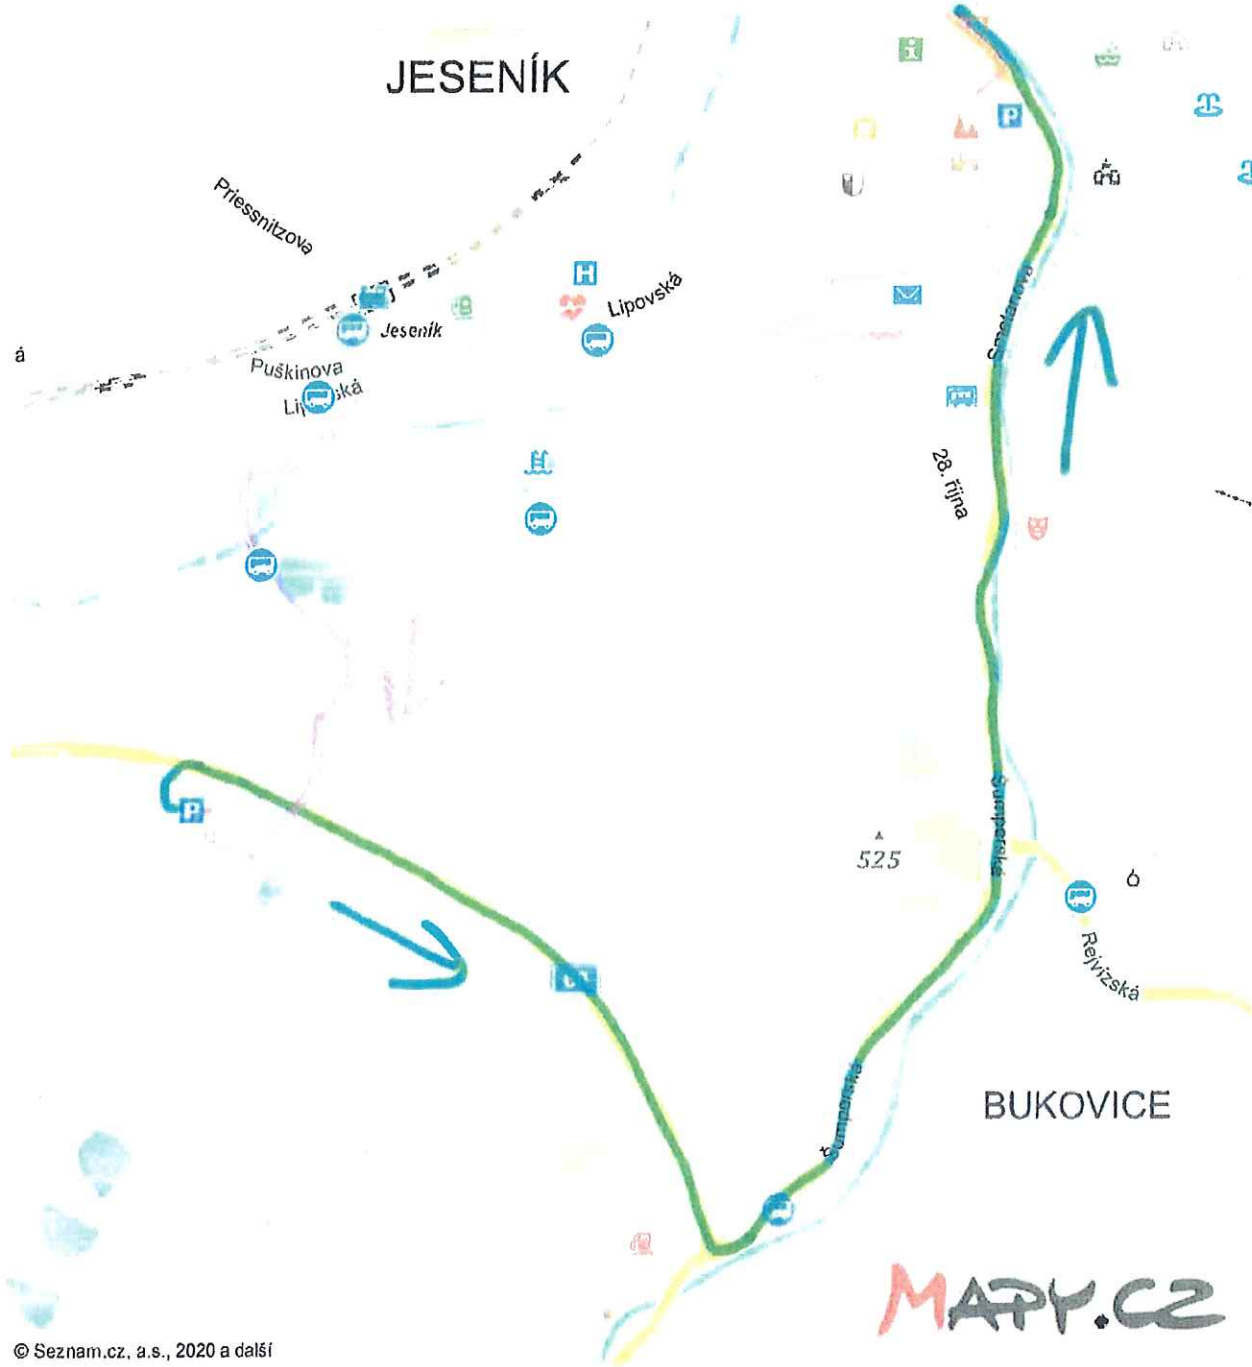 JESENÍK
P
Priessnitzova
H
Lipovská
Smetanova
Jeseník
á
Puškinova
28. října
P
Šumperská
525
Rejvízská
Šumperská
BUKOVICE
MAPY.CZ
© Seznam.cz, a.s., 2020 a další